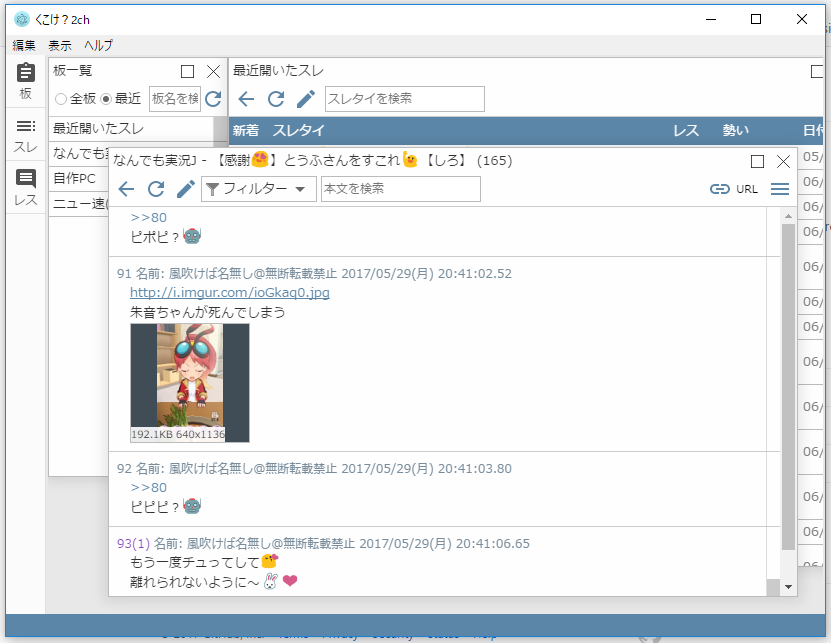 くこけ？2ch
編集 表示 ヘルプ
板
スレ
レス
板一覧
全板 最近 板名を検
最近開いたスレ
なんでも実
自作PC
ニュー速(
最近開いたスレ
スレタイを検索
新着 スレタイ レス 勢い 日付
05/
06/
06/
06/
06/
06/
06/
06/
06/
06/
06/
06/
06/
なんでも実況J - 【感謝😍】とうふさんをすこれ🙋【しろ】 (165)
フィルター 本文を検索 URL
>>80
ピポピ？🤖
91 名前: 風吹けば名無し@無断転載禁止 2017/05/29(月) 20:41:02.52
http://i.imgur.com/ioGkaq0.jpg
朱音ちゃんが死んでしまう
192.1KB 640x1136
92 名前: 風吹けば名無し@無断転載禁止 2017/05/29(月) 20:41:03.80
>>80
ピピピ？🤖
93(1) 名前: 風吹けば名無し@無断転載禁止 2017/05/29(月) 20:41:06.65
もう一度チュってして😘
離れられないように～🐰❤